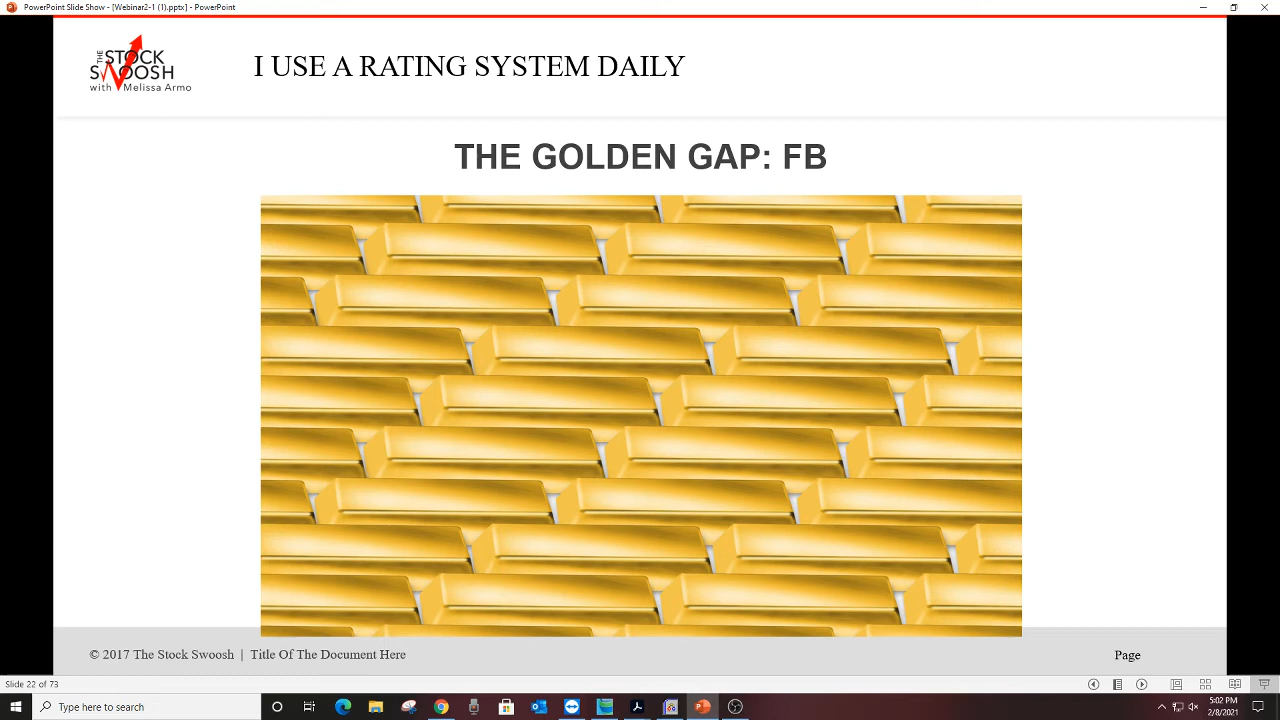 PowerPoint Slide Show - [Webinar2-1 (1).pptx] - PowerPoint
THE STOCK
SWOOSH
with Melissa Armo
I USE A RATING SYSTEM DAILY
THE GOLDEN GAP: FB
© 2017 The Stock Swoosh | Title Of The Document Here
Page
Slide 22 of 73
Type here to search
5:02 PM
2/8/2021